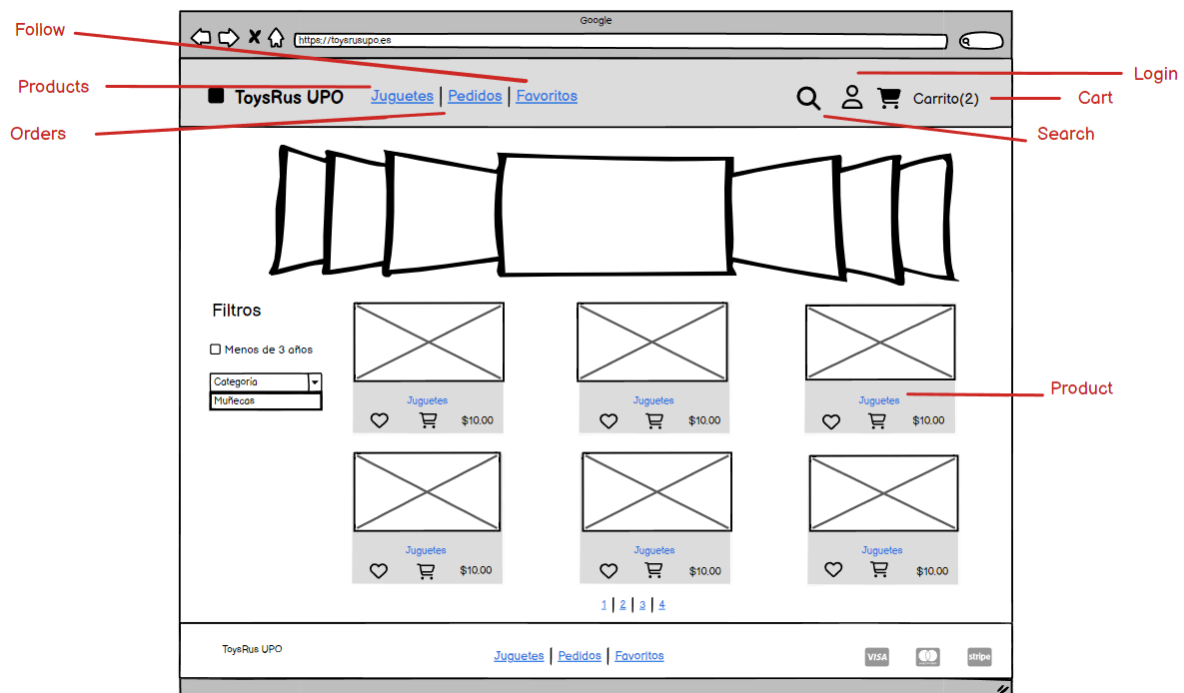 Google
https://toysrusupo.es
Follow
Products
Orders
Login
Cart
Search
ToysRus UPO
Juguetes | Pedidos | Favoritos
Carrito(2)
Filtros
Menos de 3 años
Categoría
Muñecas
Juguetes
$10.00
Juguetes
$10.00
Juguetes
$10.00
Product
Juguetes
$10.00
Juguetes
$10.00
Juguetes
$10.00
1 | 2 | 3 | 4
ToysRus UPO
Juguetes | Pedidos | Favoritos
VISA
stripe